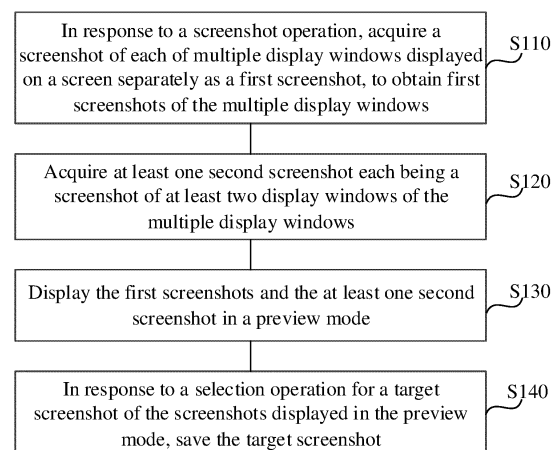 In response to a screenshot operation, acquire a
screenshot of each of multiple display windows displayed
on a screen separately as a first screenshot, to obtain first
screenshots of the multiple display windows
S110
Acquire at least one second screenshot each being a
screenshot of at least two display windows of the
multiple display windows
S120
Display the first screenshots and the at least one second
screenshot in a preview mode
S130
In response to a selection operation for a target
screenshot of the screenshots displayed in the preview
mode, save the target screenshot
S140